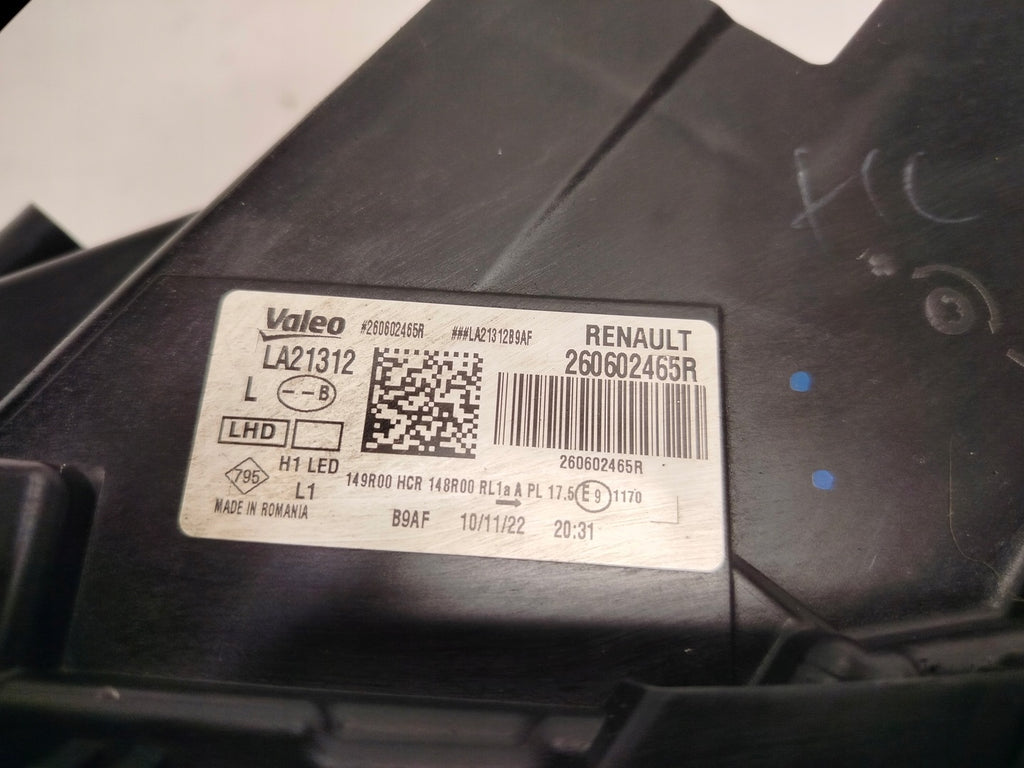 Valeo #260602465R ###LA21312B9AF RENAULT
LA21312 260602465R
L --B
LHD
260602465R
795 H1 LED 149R00 HCR 148R00 RL1a A PL 17.5 E9 1170
L1
MADE IN ROMANIA B9AF 10/11/22 20:31